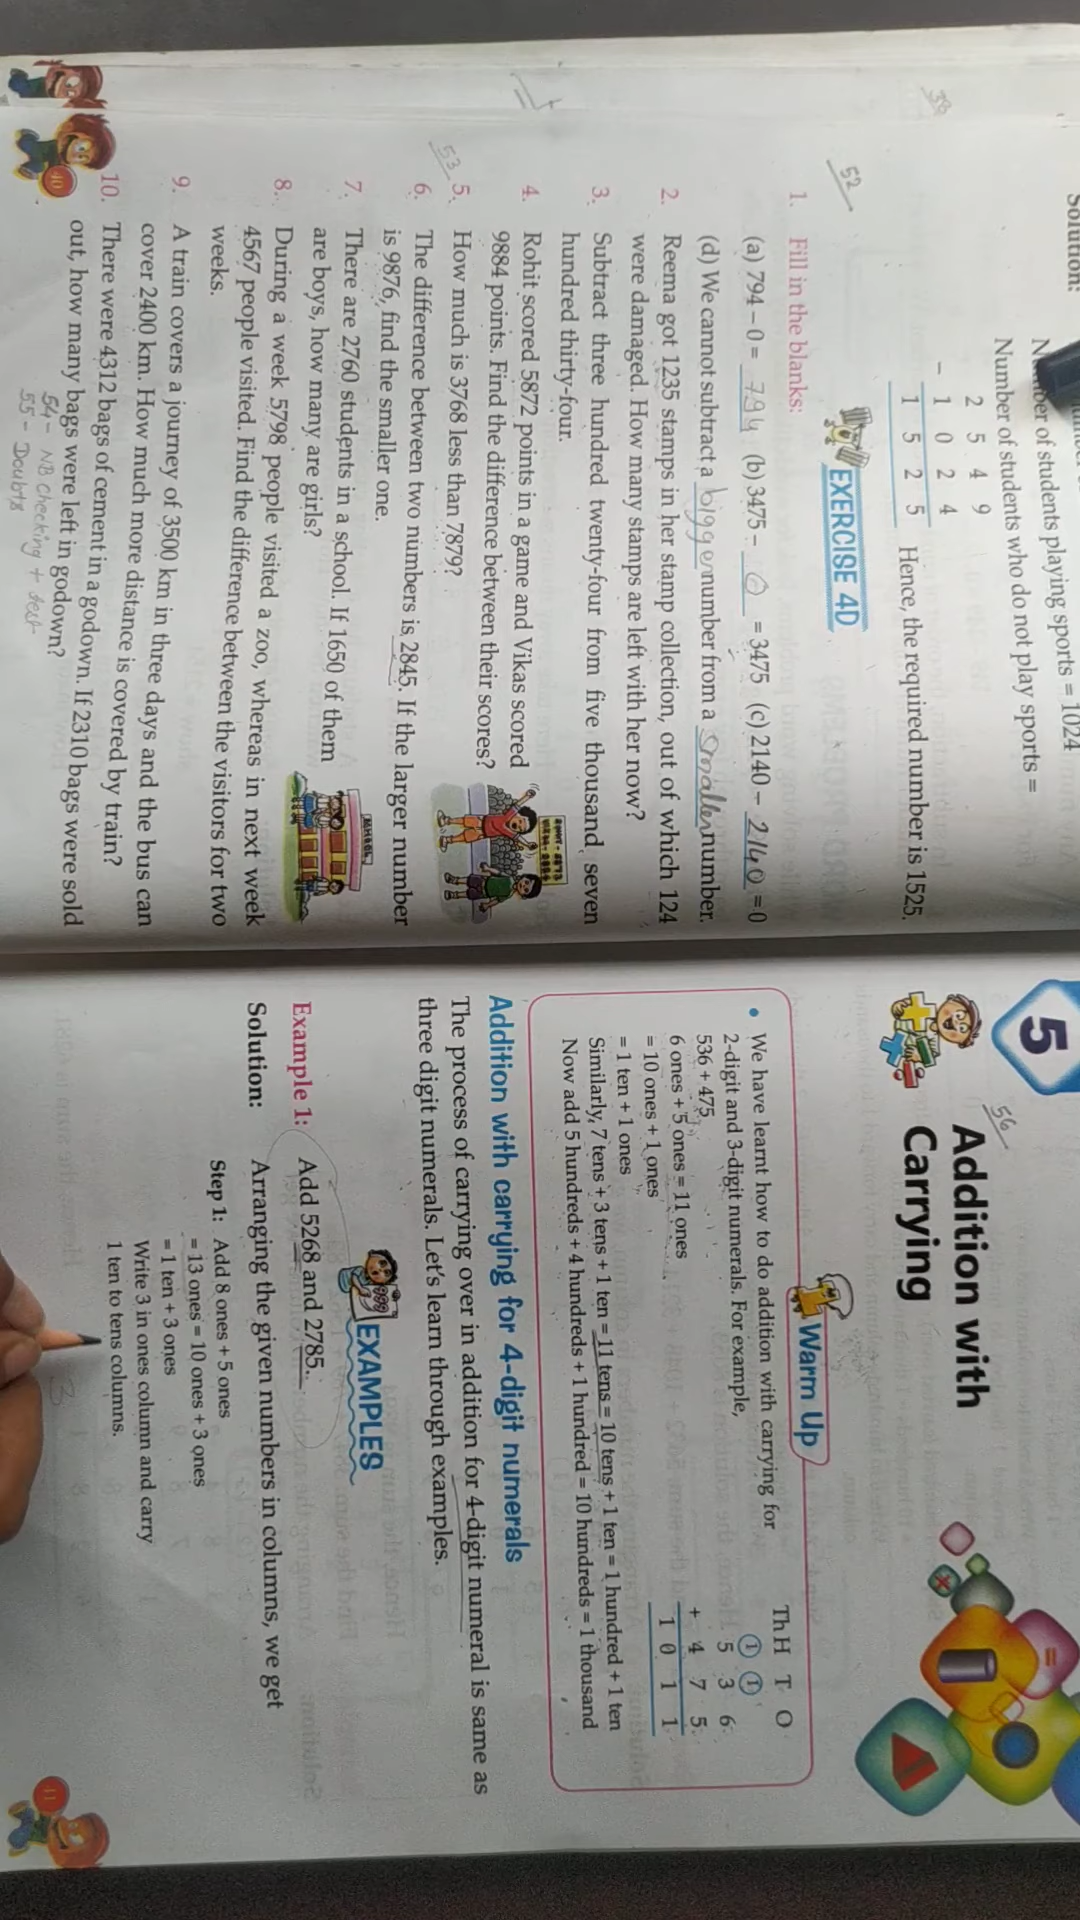 Solution:
Number of students playing sports = 1024
Number of students who do not play sports =
2 5 4 9
– 1 0 2 4
1 5 2 5 Hence, the required number is 1525.
38
52
EXERCISE 4D
1. Fill in the blanks:
(a) 794 – 0 = 794 (b) 3475 – 0 = 3475 (c) 2140 – 2140 = 0
(d) We cannot subtract a bigger number from a smaller number.
2. Reema got 1235 stamps in her stamp collection, out of which 124
were damaged. How many stamps are left with her now?
3. Subtract three hundred twenty-four from five thousand seven
hundred thirty-four.
4. Rohit scored 5872 points in a game and Vikas scored
9884 points. Find the difference between their scores?
53
5. How much is 3768 less than 7879?
6. The difference between two numbers is 2845. If the larger number
is 9876, find the smaller one.
7. There are 2760 students in a school. If 1650 of them
are boys, how many are girls?
8. During a week 5798 people visited a zoo, whereas in next week
4567 people visited. Find the difference between the visitors for two
weeks.
9. A train covers a journey of 3500 km in three days and the bus can
cover 2400 km. How much more distance is covered by train?
10. There were 4312 bags of cement in a godown. If 2310 bags were sold
out, how many bags were left in godown?
54 – NB checking +
55 – Doubts
40
5
56
Addition with
Carrying
Warm Up
• We have learnt how to do addition with carrying for
2-digit and 3-digit numerals. For example,
536 + 475
6 ones + 5 ones = 11 ones
= 10 ones + 1 ones
= 1 ten + 1 ones
Th H T O
1 1
5 3 6
+ 4 7 5
1 0 1 1
Similarly, 7 tens + 3 tens + 1 ten = 11 tens = 10 tens + 1 ten = 1 hundred + 1 ten
Now add 5 hundreds + 4 hundreds + 1 hundred = 10 hundreds = 1 thousand
Addition with carrying for 4-digit numerals
The process of carrying over in addition for 4-digit numeral is same as
three digit numerals. Let's learn through examples.
EXAMPLES
Example 1: Add 5268 and 2785.
Solution: Arranging the given numbers in columns, we get
Step 1: Add 8 ones + 5 ones
= 13 ones = 10 ones + 3 ones
= 1 ten + 3 ones
Write 3 in ones column and carry
1 ten to tens columns.
41